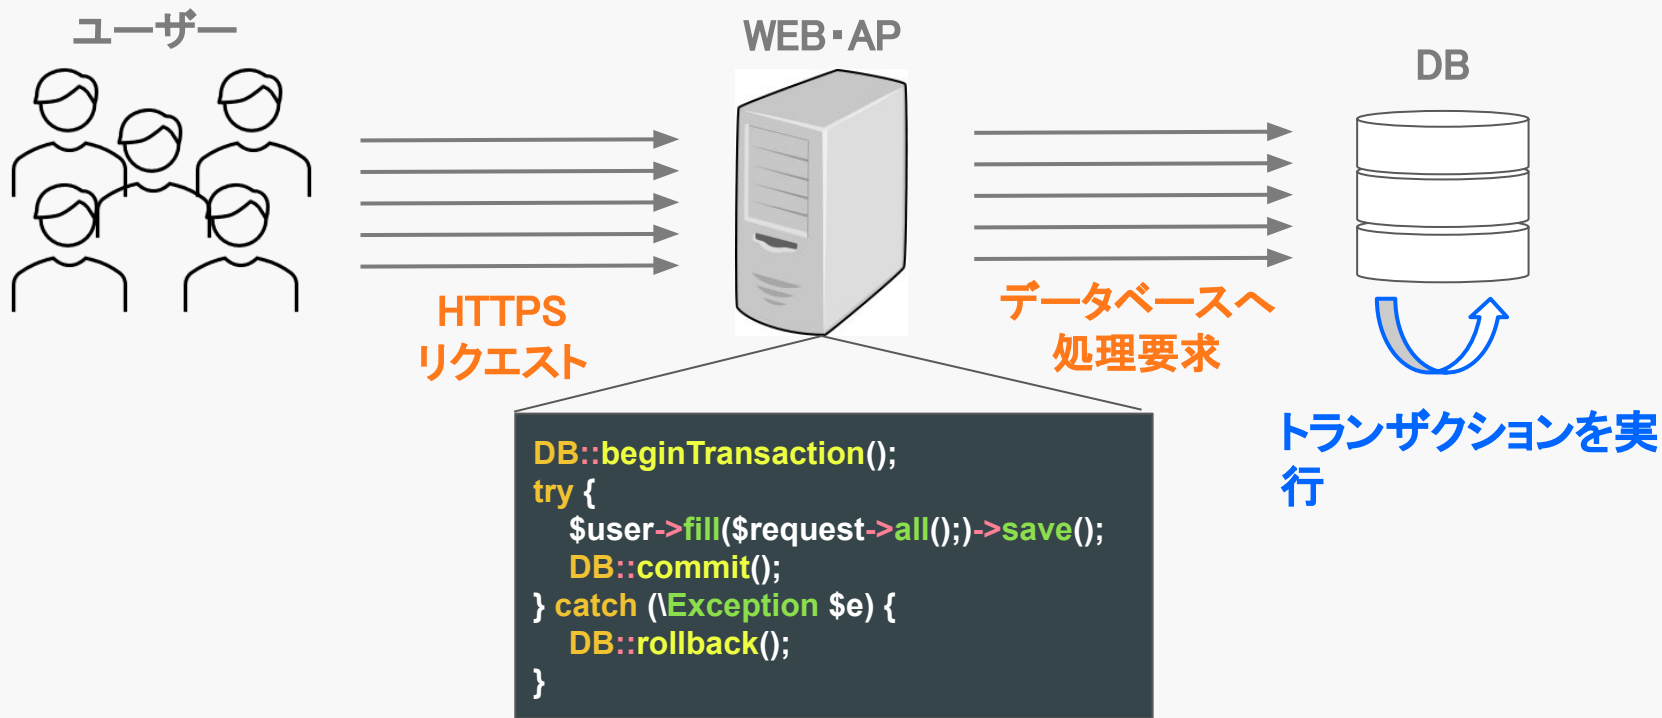 ユーザー
WEB・AP
DB
HTTPS
リクエスト
データベースへ
処理要求
トランザクションを実
行
DB::beginTransaction();
try {
$user->fill($request->all();)->save();
DB::commit();
} catch (\Exception $e) {
DB::rollback();
}